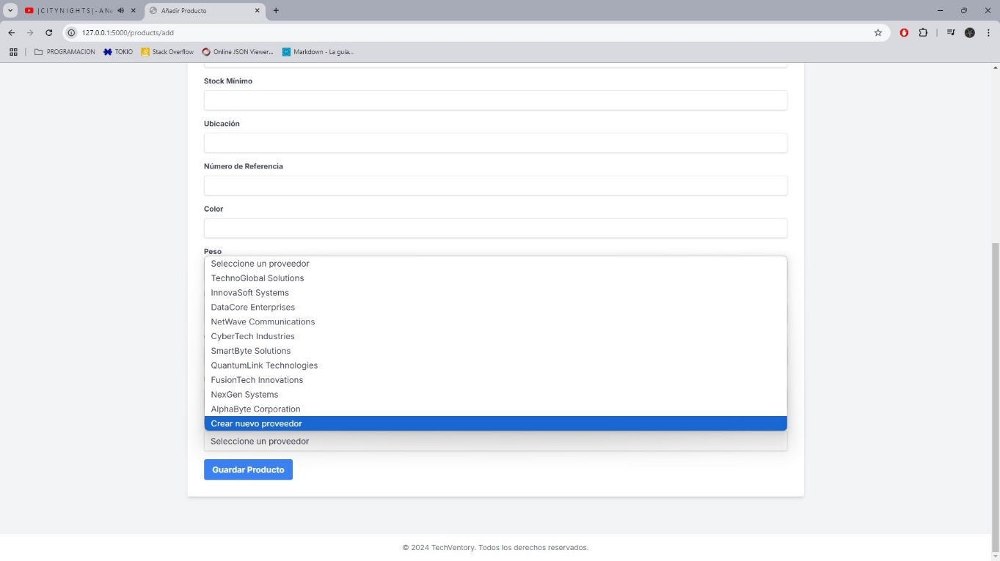 [ C I T Y N I G H T S ] - A N
Añadir Producto
127.0.0.1:5000/products/add
PROGRAMACION
TOKIO
Stack Overflow
Online JSON Viewer...
Markdown - La guía...
Stock Mínimo
Ubicación
Número de Referencia
Color
Peso
Seleccione un proveedor
TechnoGlobal Solutions
InnovaSoft Systems
DataCore Enterprises
NetWave Communications
CyberTech Industries
SmartByte Solutions
QuantumLink Technologies
FusionTech Innovations
NexGen Systems
AlphaByte Corporation
Crear nuevo proveedor
Seleccione un proveedor
Guardar Producto
© 2024 TechVentory. Todos los derechos reservados.